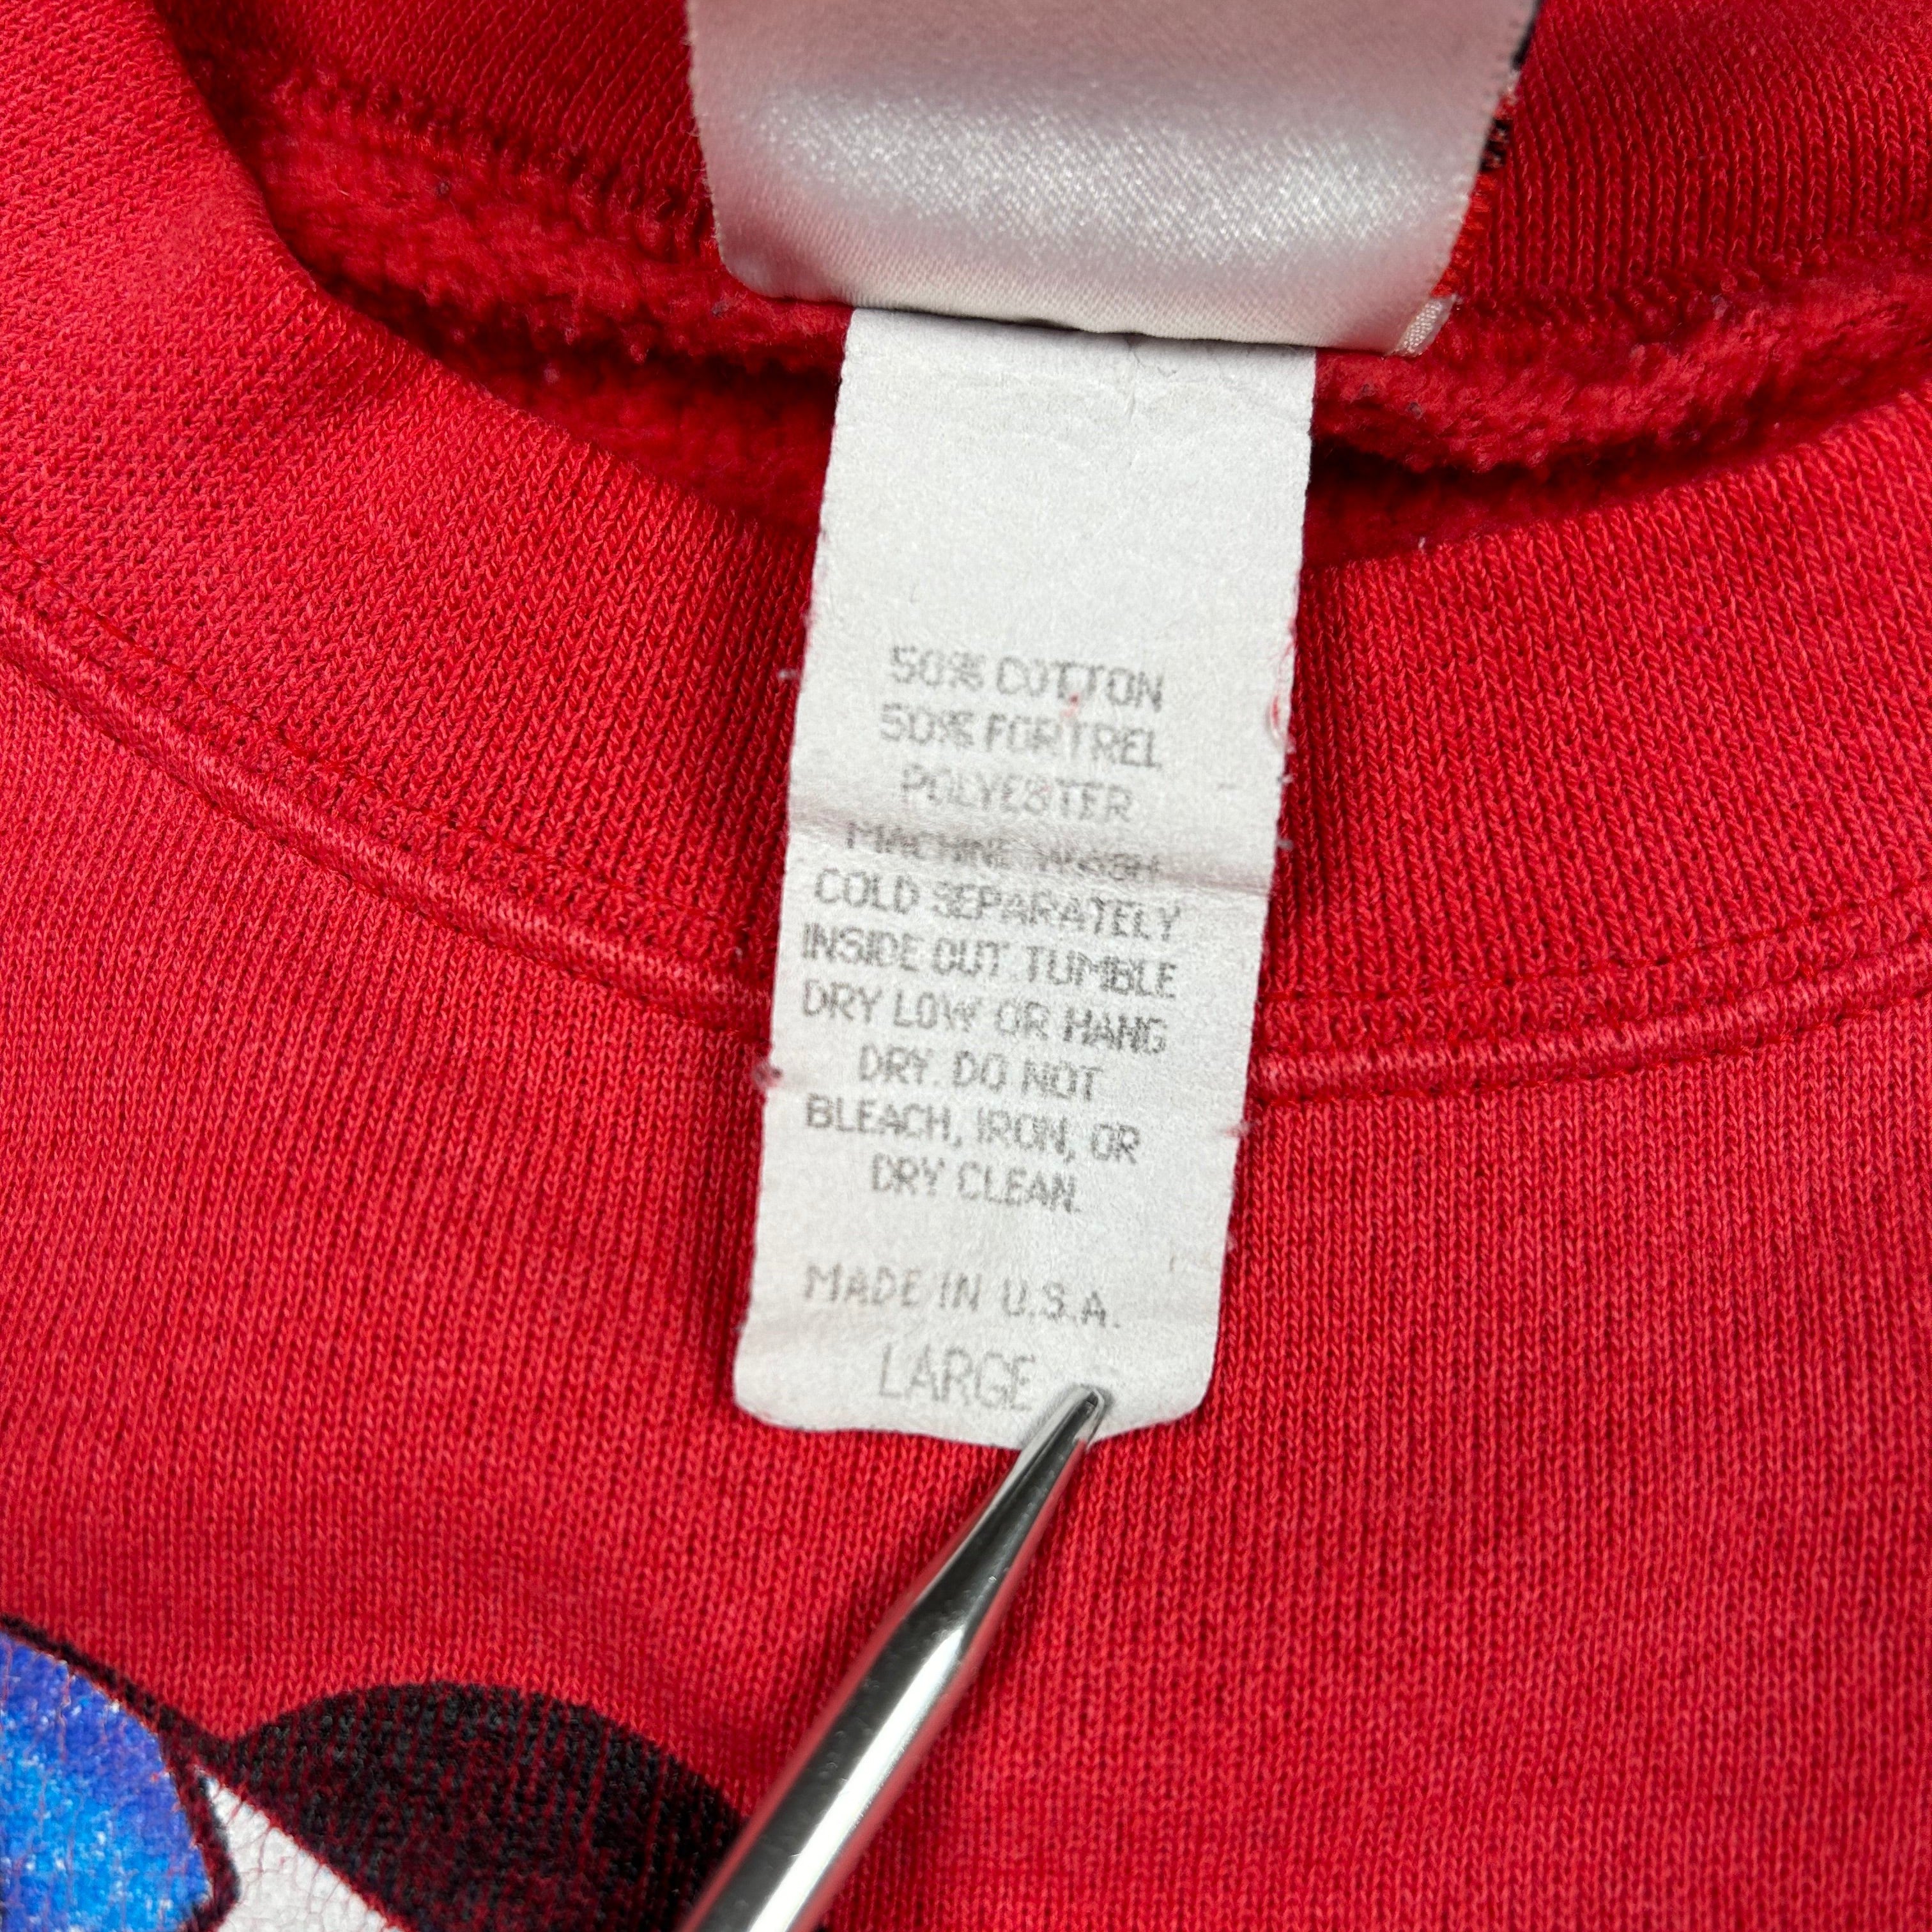 50% COTTON
50% FORTREL
POLYESTER
MACHINE WASH
COLD SEPARATELY
INSIDE OUT TUMBLE
DRY LOW OR HANG
DRY. DO NOT
BLEACH, IRON, OR
DRY CLEAN.
MADE IN U.S.A.
LARGE